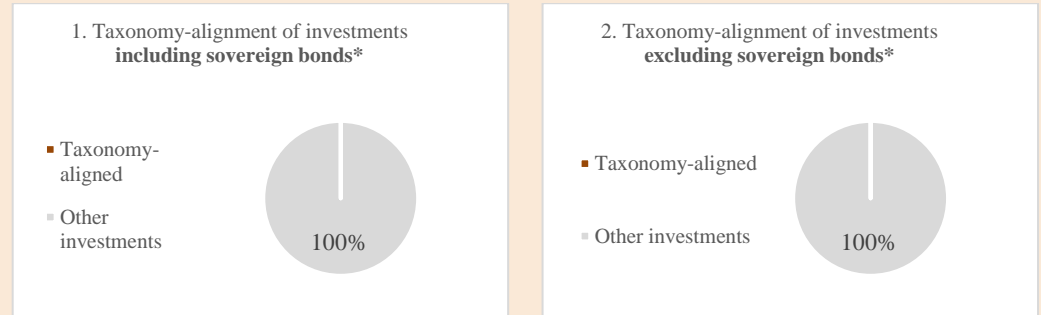 1. Taxonomy-alignment of investments
including sovereign bonds*
Taxonomy-
aligned
Other
investments
100%
2. Taxonomy-alignment of investments
excluding sovereign bonds*
Taxonomy-aligned
Other investments
100%